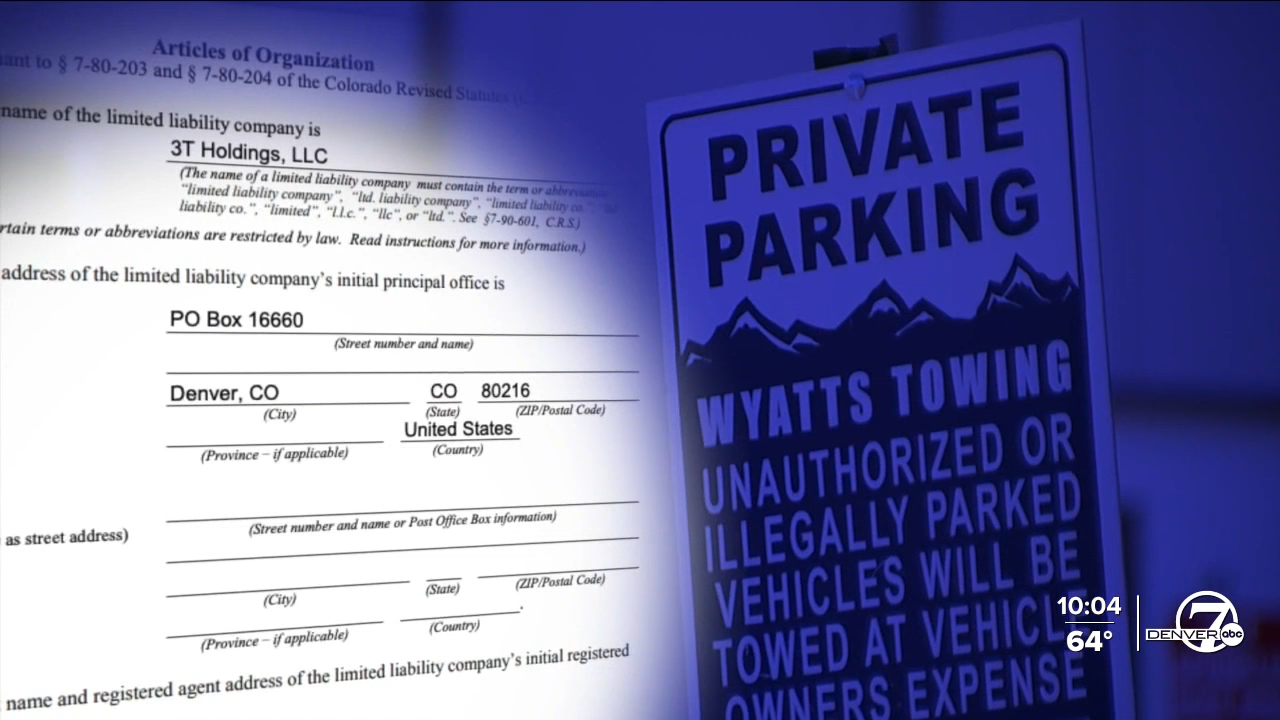 Articles of Organization
ant to § 7-80-203 and § 7-80-204 of the Colorado Revised Statutes
name of the limited liability company is
3T Holdings, LLC
(The name of a limited liability company must contain the term or abbreviation
"limited liability company", "ltd. liability company", "limited liability co.", "ltd
liability co.", "limited", "l.l.c.", "llc", or "ltd.". See §7-90-601, C.R.S.)
rtain terms or abbreviations are restricted by law. Read instructions for more information.)
address of the limited liability company's initial principal office is
PO Box 16660
(Street number and name)
Denver, CO CO 80216
(City) (State) (ZIP/Postal Code)
United States
(Province – if applicable) (Country)
as street address)
(Street number and name or Post Office Box information)
(City) (State) (ZIP/Postal Code)
.
(Province – if applicable) (Country)
name and registered agent address of the limited liability company's initial registered
PRIVATE
PARKING
WYATTS TOWING
UNAUTHORIZED OR
ILLEGALLY PARKED
VEHICLES WILL BE
TOWED AT VEHICLE
OWNERS EXPENSE
10:04
64°
DENVER 7 abc